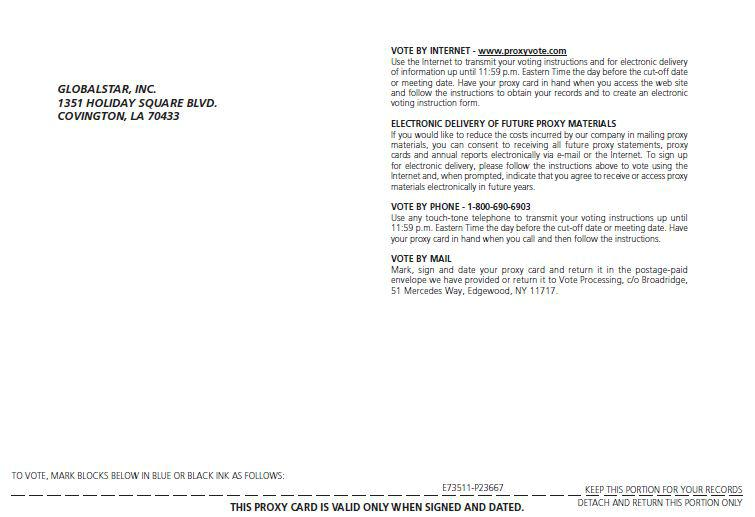 VOTE BY INTERNET - www.proxyvote.com
Use the Internet to transmit your voting instructions and for electronic delivery
of information up until 11:59 p.m. Eastern Time the day before the cut-off date
or meeting date. Have your proxy card in hand when you access the web site
and follow the instructions to obtain your records and to create an electronic
voting instruction form.
GLOBALSTAR, INC.
1351 HOLIDAY SQUARE BLVD.
COVINGTON, LA 70433
ELECTRONIC DELIVERY OF FUTURE PROXY MATERIALS
If you would like to reduce the costs incurred by our company in mailing proxy
materials, you can consent to receiving all future proxy statements, proxy
cards and annual reports electronically via e-mail or the Internet. To sign up
for electronic delivery, please follow the instructions above to vote using the
Internet and, when prompted, indicate that you agree to receive or access proxy
materials electronically in future years.
VOTE BY PHONE - 1-800-690-6903
Use any touch-tone telephone to transmit your voting instructions up until
11:59 p.m. Eastern Time the day before the cut-off date or meeting date. Have
your proxy card in hand when you call and then follow the instructions.
VOTE BY MAIL
Mark, sign and date your proxy card and return it in the postage-paid
envelope we have provided or return it to Vote Processing, c/o Broadridge,
51 Mercedes Way, Edgewood, NY 11717.
TO VOTE, MARK BLOCKS BELOW IN BLUE OR BLACK INK AS FOLLOWS:
E73511-P23667
KEEP THIS PORTION FOR YOUR RECORDS
DETACH AND RETURN THIS PORTION ONLY
THIS PROXY CARD IS VALID ONLY WHEN SIGNED AND DATED.